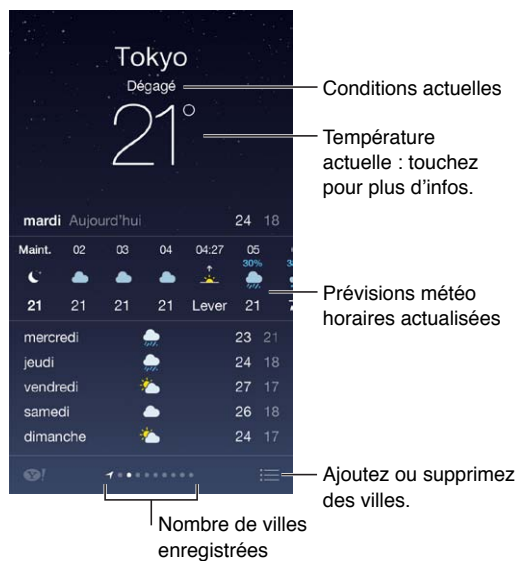 Tokyo
Dégagé
21°
Conditions actuelles
Température
actuelle : touchez
pour plus d'infos.
mardi Aujourd'hui 24 18
Maint. 02 03 04 04:27 05
30%
21 21 21 21 Lever 21
Prévisions météo
horaires actualisées
mercredi 23 21
jeudi 24 18
vendredi 27 17
samedi 26 18
dimanche 24 17
Y!
Ajoutez ou supprimez
des villes.
Nombre de villes
enregistrées